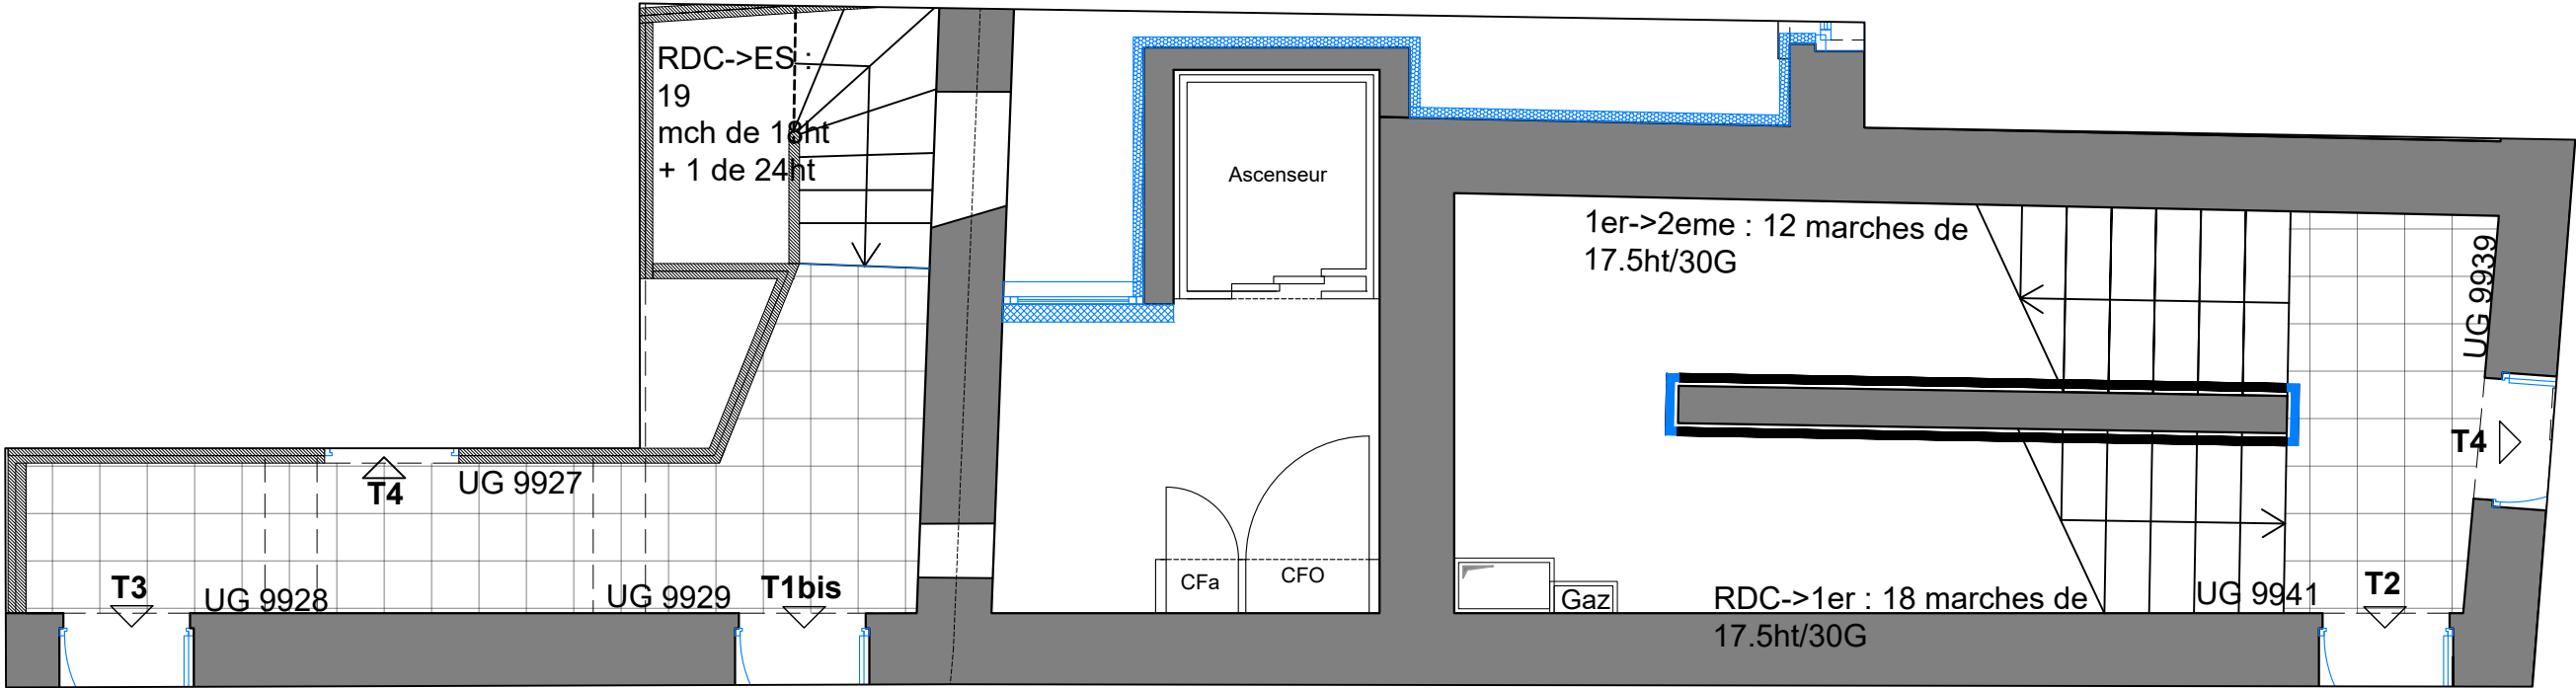 RDC->ES :
19
mch de 18ht
+ 1 de 24ht
Ascenseur
1er->2eme : 12 marches de
17.5ht/30G
UG 9939
T4
UG 9927
T4
T3
UG 9928
UG 9929
T1bis
CFa
CFO
Gaz
RDC->1er : 18 marches de
17.5ht/30G
UG 9941
T2